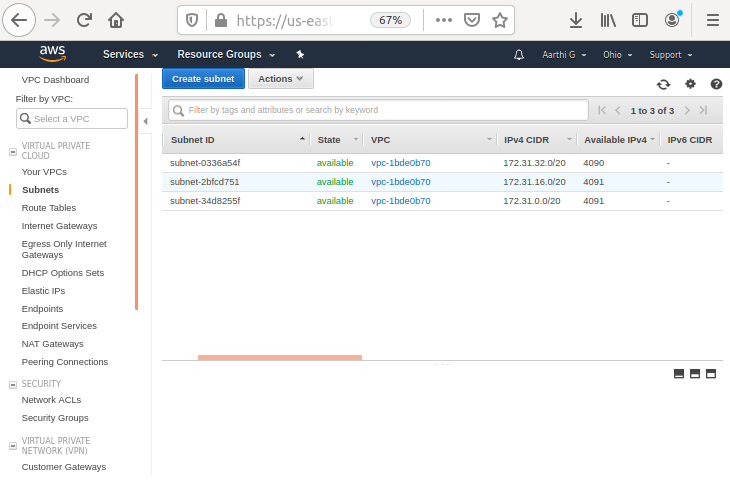 https://us-east
67%
aws
Services
Resource Groups
Aarthi G
Ohio
Support
VPC Dashboard
Filter by VPC:
Select a VPC
VIRTUAL PRIVATE
CLOUD
Your VPCs
Subnets
Route Tables
Internet Gateways
Egress Only Internet
Gateways
DHCP Options Sets
Elastic IPs
Endpoints
Endpoint Services
NAT Gateways
Peering Connections
SECURITY
Network ACLs
Security Groups
VIRTUAL PRIVATE
NETWORK (VPN)
Customer Gateways
Create subnet
Actions
Filter by tags and attributes or search by keyword
1 to 3 of 3
Subnet ID State VPC IPv4 CIDR Available IPv4 IPv6 CIDR
subnet-0336a54f available vpc-1bde0b70 172.31.32.0/20 4090 -
subnet-2bfcd751 available vpc-1bde0b70 172.31.16.0/20 4091 -
subnet-34d8255f available vpc-1bde0b70 172.31.0.0/20 4091 -